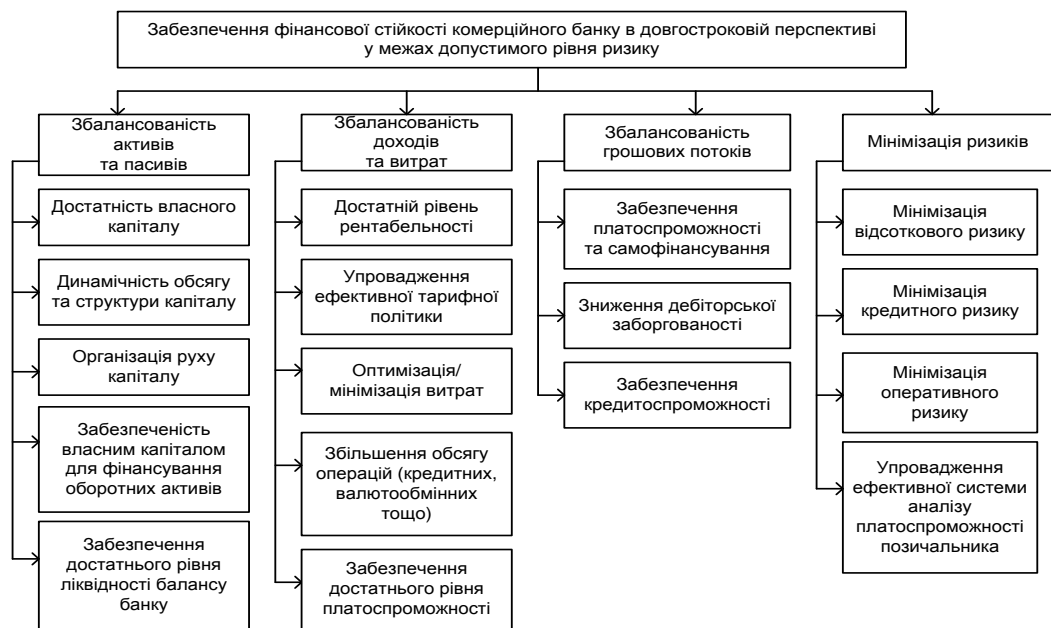 Забезпечення фінансової стійкості комерційного банку в довгостроковій перспективі
у межах допустимого рівня ризику
Збалансованість
активів
та пасивів
Достатність власного
капіталу
Динамічність обсягу
та структури капіталу
Організація руху
капіталу
Забезпеченість
власним капіталом
для фінансування
оборотних активів
Забезпечення
достатнього рівня
ліквідності балансу
банку
Збалансованість
доходів
та витрат
Достатній рівень
рентабельності
Упровадження
ефективної тарифної
політики
Оптимізація/
мінімізація витрат
Збільшення обсягу
операцій (кредитних,
валютообмінних
тощо)
Забезпечення
достатнього рівня
платоспроможності
Збалансованість
грошових потоків
Забезпечення
платоспроможності
та самофінансування
Зниження дебіторської
заборгованості
Забезпечення
кредитоспроможності
Мінімізація ризиків
Мінімізація
відсоткового ризику
Мінімізація
кредитного ризику
Мінімізація
оперативного
ризику
Упровадження
ефективної системи
аналізу
платоспроможності
позичальника